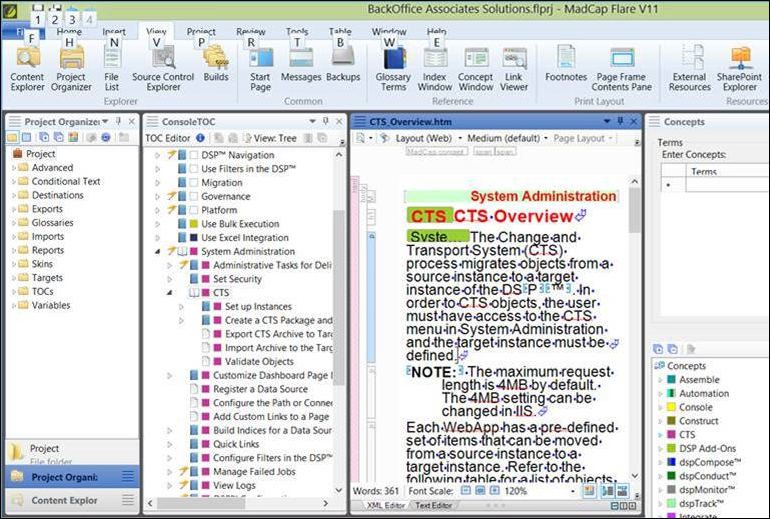 BackOffice Associates Solutions.flprj - MadCap Flare V11
1 2 3 4
Home Insert View Project Review Tools Table Window Help
F H N V P R T B W E
Content Explorer
Project Organizer
File List
Source Control Explorer
Builds
Start Page
Messages
Backups
Glossary Terms
Index Window
Concept Window
Link Viewer
Footnotes
Page Frame Contents Pane
External Resources
SharePoint Explorer
Explorer
Common
Reference
Print Layout
Resources
Project Organize
Project
Advanced
Conditional Text
Destinations
Exports
Glossaries
Imports
Reports
Skins
Targets
TOCs
Variables
Project
File folder
Project Organi
Content Explor
ConsoleTOC
TOC Editor View: Tree
DSP™ Navigation
Use Filters in the DSP™
Migration
Governance
Platform
Use Bulk Execution
Use Excel Integration
System Administration
Administrative Tasks for Deli
Set Security
CTS
Set up Instances
Create a CTS Package and
Export CTS Archive to Targ
Import Archive to the Targ
Validate Objects
Customize Dashboard Page
Register a Data Source
Configure the Path or Connec
Add Custom Links to a Page
Build Indices for a Data Sour
Quick Links
Configure Filters in the DSP™
Manage Failed Jobs
View Logs
CTS_Overview.htm
Layout (Web) Medium (default) Page Layout
MadCap:concept span span
System Administration
CTS CTS Overview
Syste... The Change and
Transport System (CTS)
process migrates objects from a
source instance to a target
instance of the DSP™. In
order to CTS objects, the user
must have access to the CTS
menu in System Administration
and the target instance must be
defined.
NOTE: The maximum request
length is 4MB by default.
The 4MB setting can be
changed in IIS.
Each WebApp has a pre-defined
set of items that can be moved
from a source instance to a
target instance. Refer to the
following table for a list of objects
Words: 361 Font Scale: 120%
XML Editor Text Editor
Concepts
Terms
Enter Concepts:
Terms
Concepts
Assemble
Automation
Console
Construct
CTS
DSP Add-Ons
dspCompose™
dspConduct™
dspMonitor™
dspTrack™
Integrate